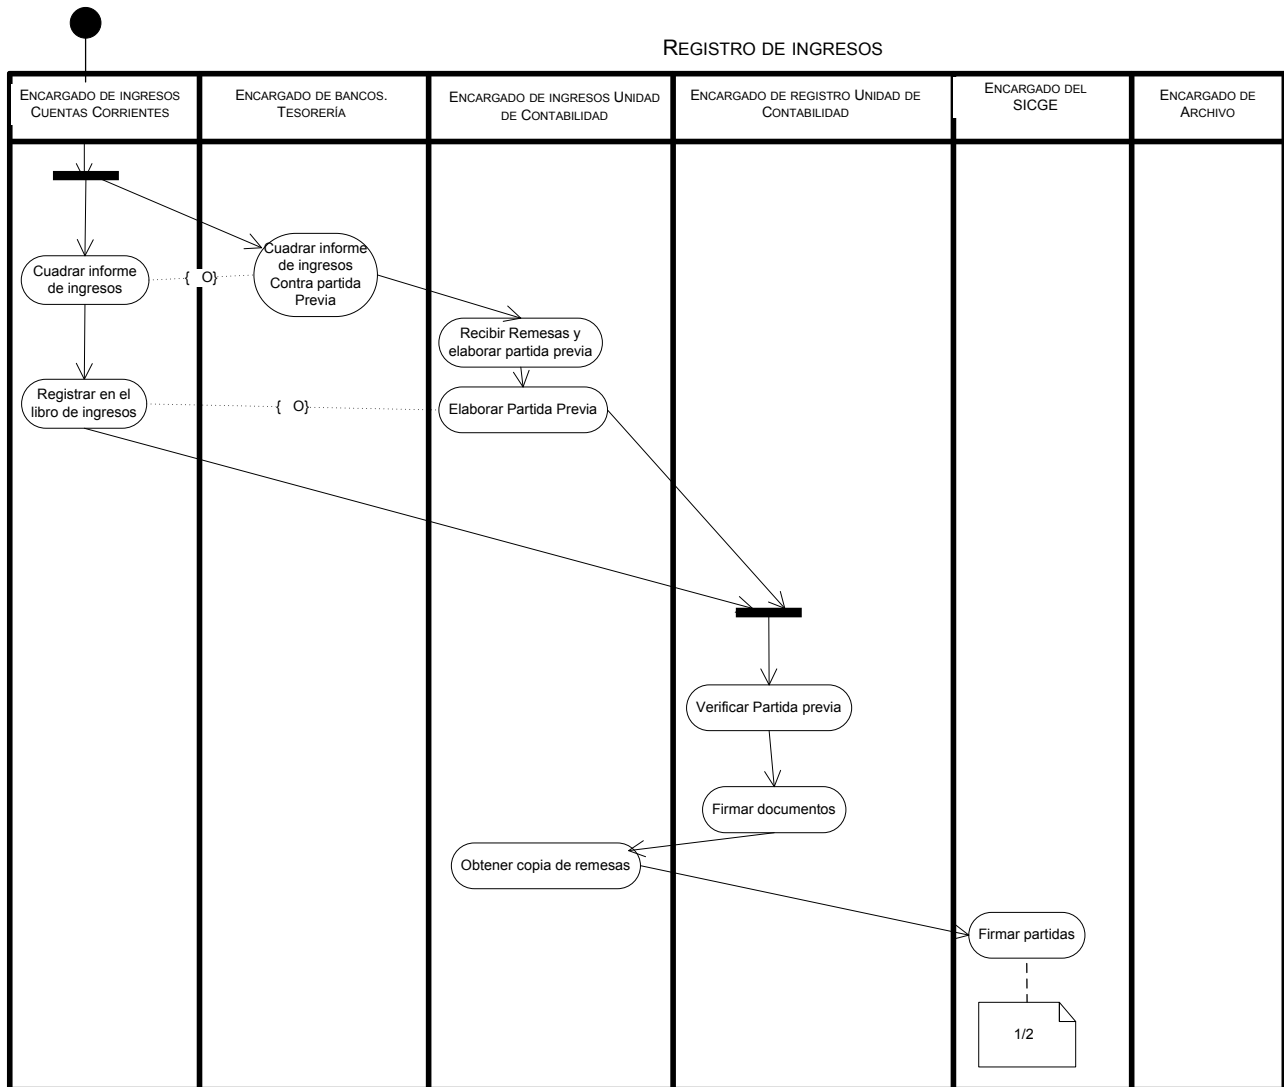 REGISTRO DE INGRESOS
ENCARGADO DE INGRESOS
CUENTAS CORRIENTES
ENCARGADO DE BANCOS.
TESORERÍA
ENCARGADO DE INGRESOS UNIDAD
DE CONTABILIDAD
ENCARGADO DE REGISTRO UNIDAD DE
CONTABILIDAD
ENCARGADO DEL
SICGE
ENCARGADO DE
ARCHIVO
Cuadrar informe
de ingresos
{ O}
Cuadrar informe
de ingresos
Contra partida
Previa
Recibir Remesas y
elaborar partida previa
Registrar en el
libro de ingresos
{ O}
Elaborar Partida Previa
Verificar Partida previa
Firmar documentos
Obtener copia de remesas
Firmar partidas
1/2